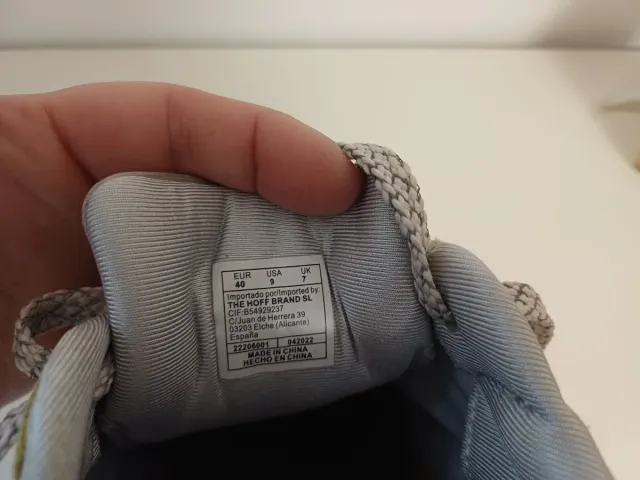 EUR USA UK
40 9 7
Importado por/Imported by:
THE HOFF BRAND SL
CIF:B54929237
C/Juan de Herrera 39
03203 Elche (Alicante)
España
22206001 042022
MADE IN CHINA
HECHO EN CHINA